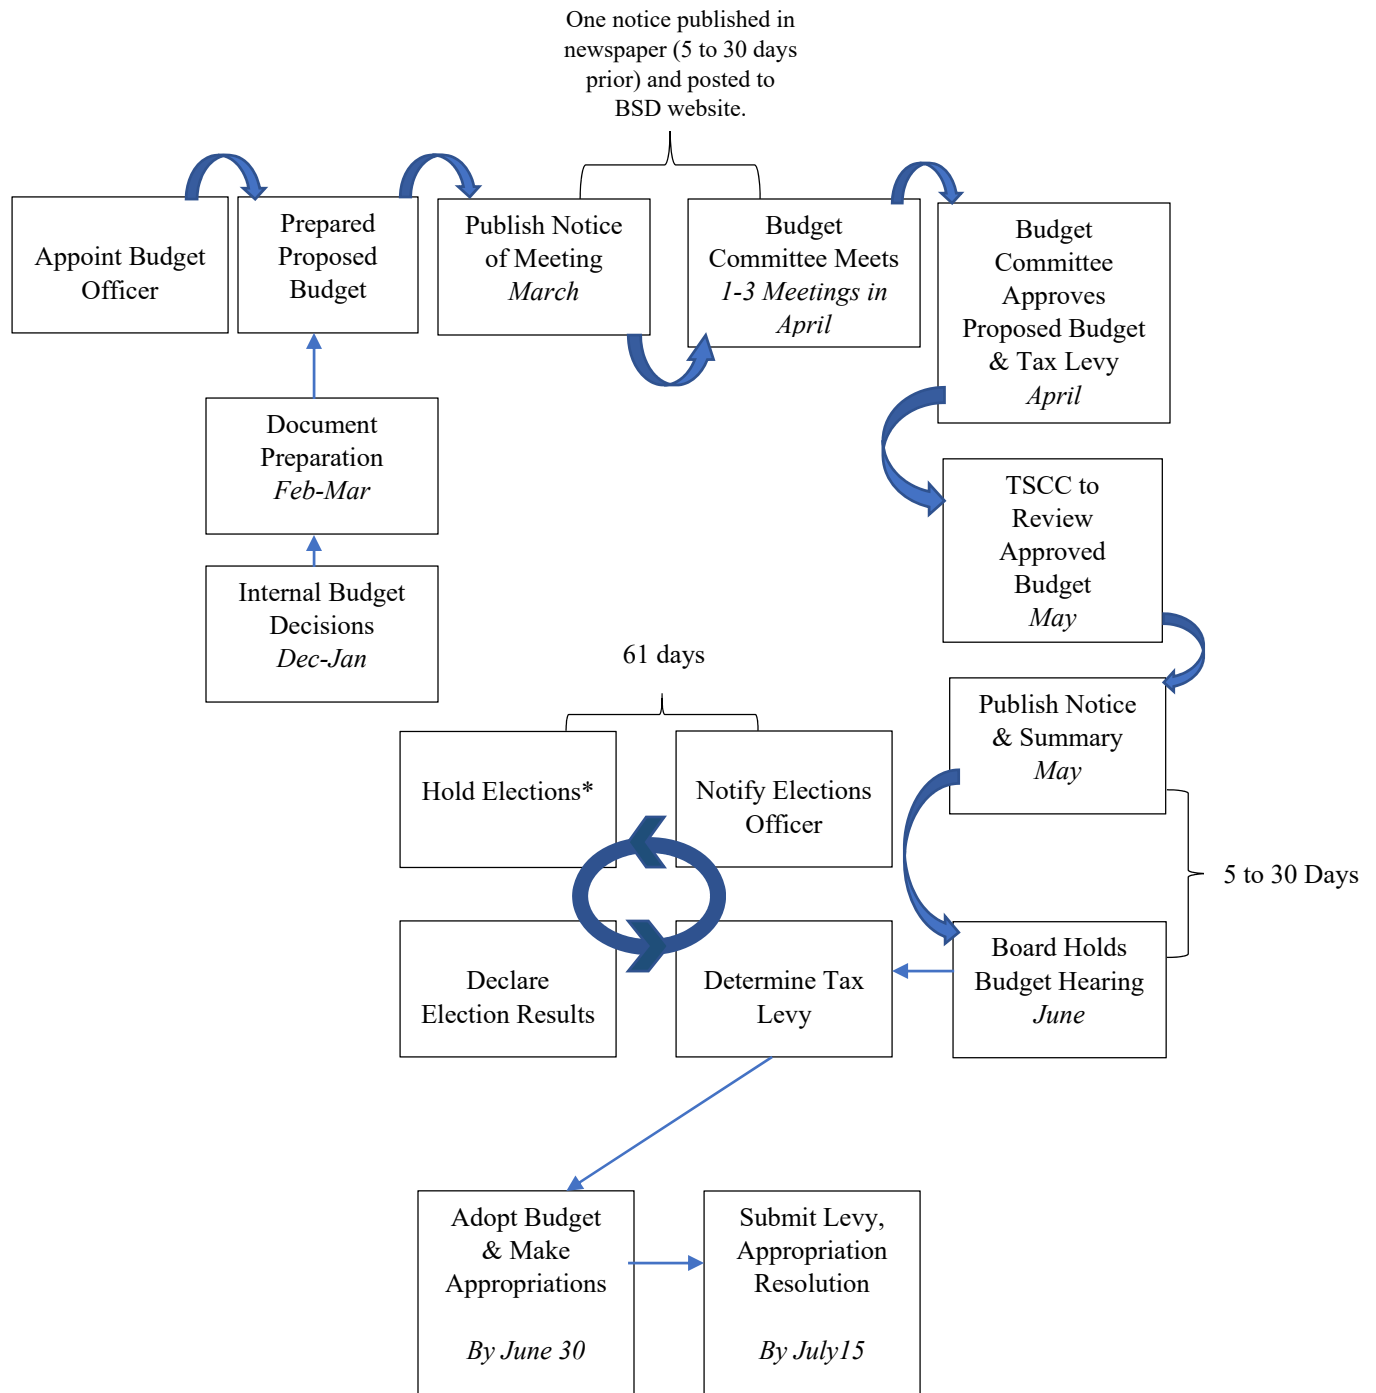 One notice published in
newspaper (5 to 30 days
prior) and posted to
BSD website.
Appoint Budget
Officer
Prepared
Proposed
Budget
Publish Notice
of Meeting
March
Budget
Committee Meets
1-3 Meetings in
April
Budget
Committee
Approves
Proposed Budget
& Tax Levy
April
Document
Preparation
Feb-Mar
Internal Budget
Decisions
Dec-Jan
TSCC to
Review
Approved
Budget
May
61 days
Publish Notice
& Summary
May
Hold Elections*
Notify Elections
Officer
5 to 30 Days
Declare
Election Results
Determine Tax
Levy
Board Holds
Budget Hearing
June
Adopt Budget
& Make
Appropriations
By June 30
Submit Levy,
Appropriation
Resolution
By July15